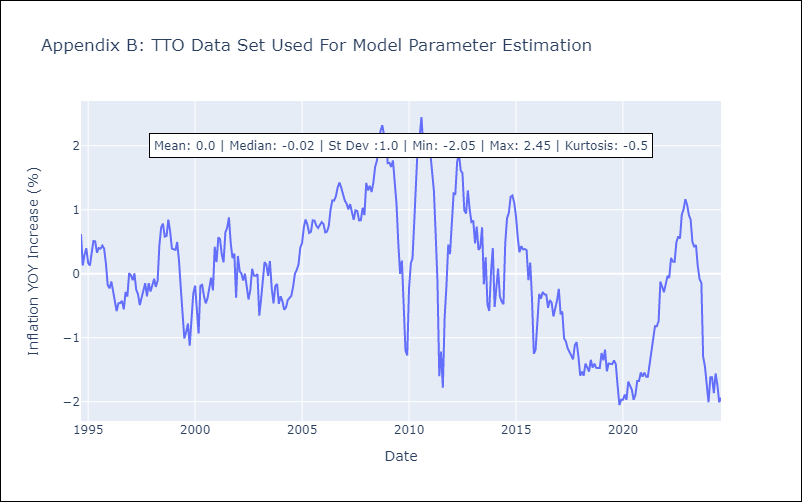 Appendix B: TTO Data Set Used For Model Parameter Estimation
Mean: 0.0 | Median: -0.02 | St Dev :1.0 | Min: -2.05 | Max: 2.45 | Kurtosis: -0.5
Inflation YOY Increase (%)
2
1
0
−1
−2
1995
2000
2005
2010
2015
2020
Date